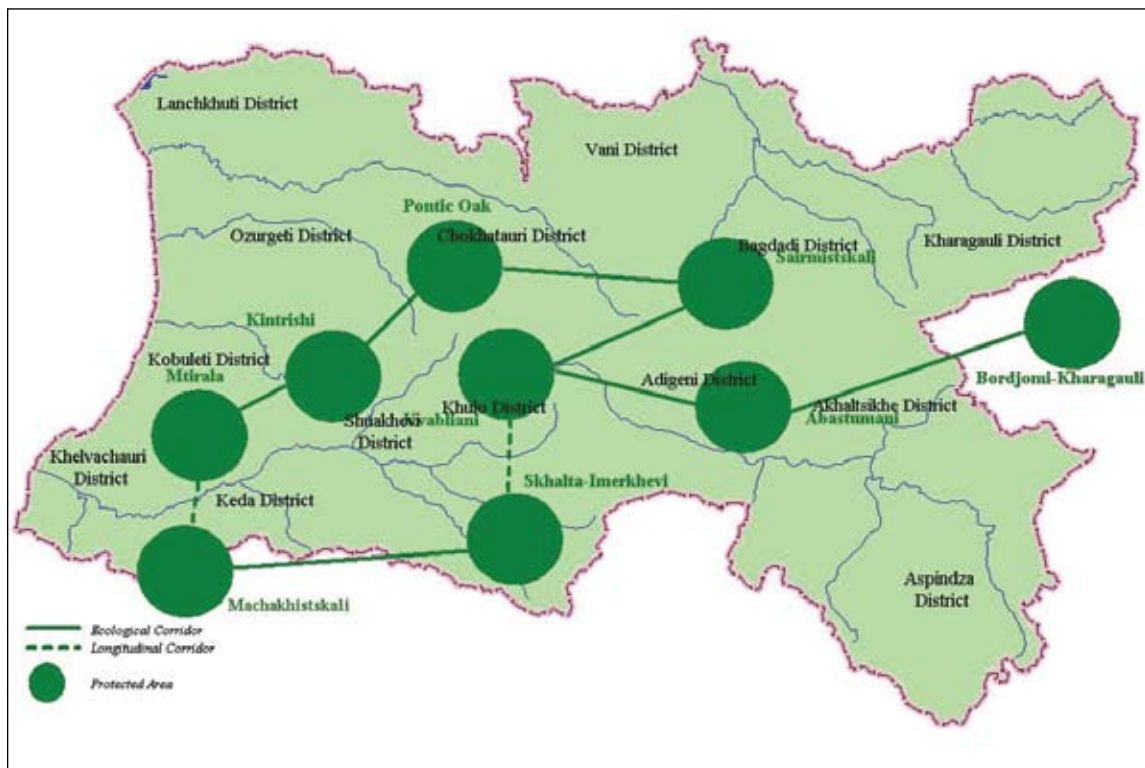 Lanchkhuti District
Vani District
Pontic Oak
Chokhatauri District
Ozurgeti District
Bagdadi District
Kharagauli District
Sairmistskali
Kintrishi
Kobuleti District
Mtirala
Adigeni District
Bordjomi-Kharagauli
Khulo District
Akhaltsikhe District
Abastumani
Shuakhevi
District
Khelvachauri
District
Skhalta-Imerkhevi
Keda District
Aspindza
District
Machakhistskali
Ecological Corridor
Longitudinal Corridor
Protected Area